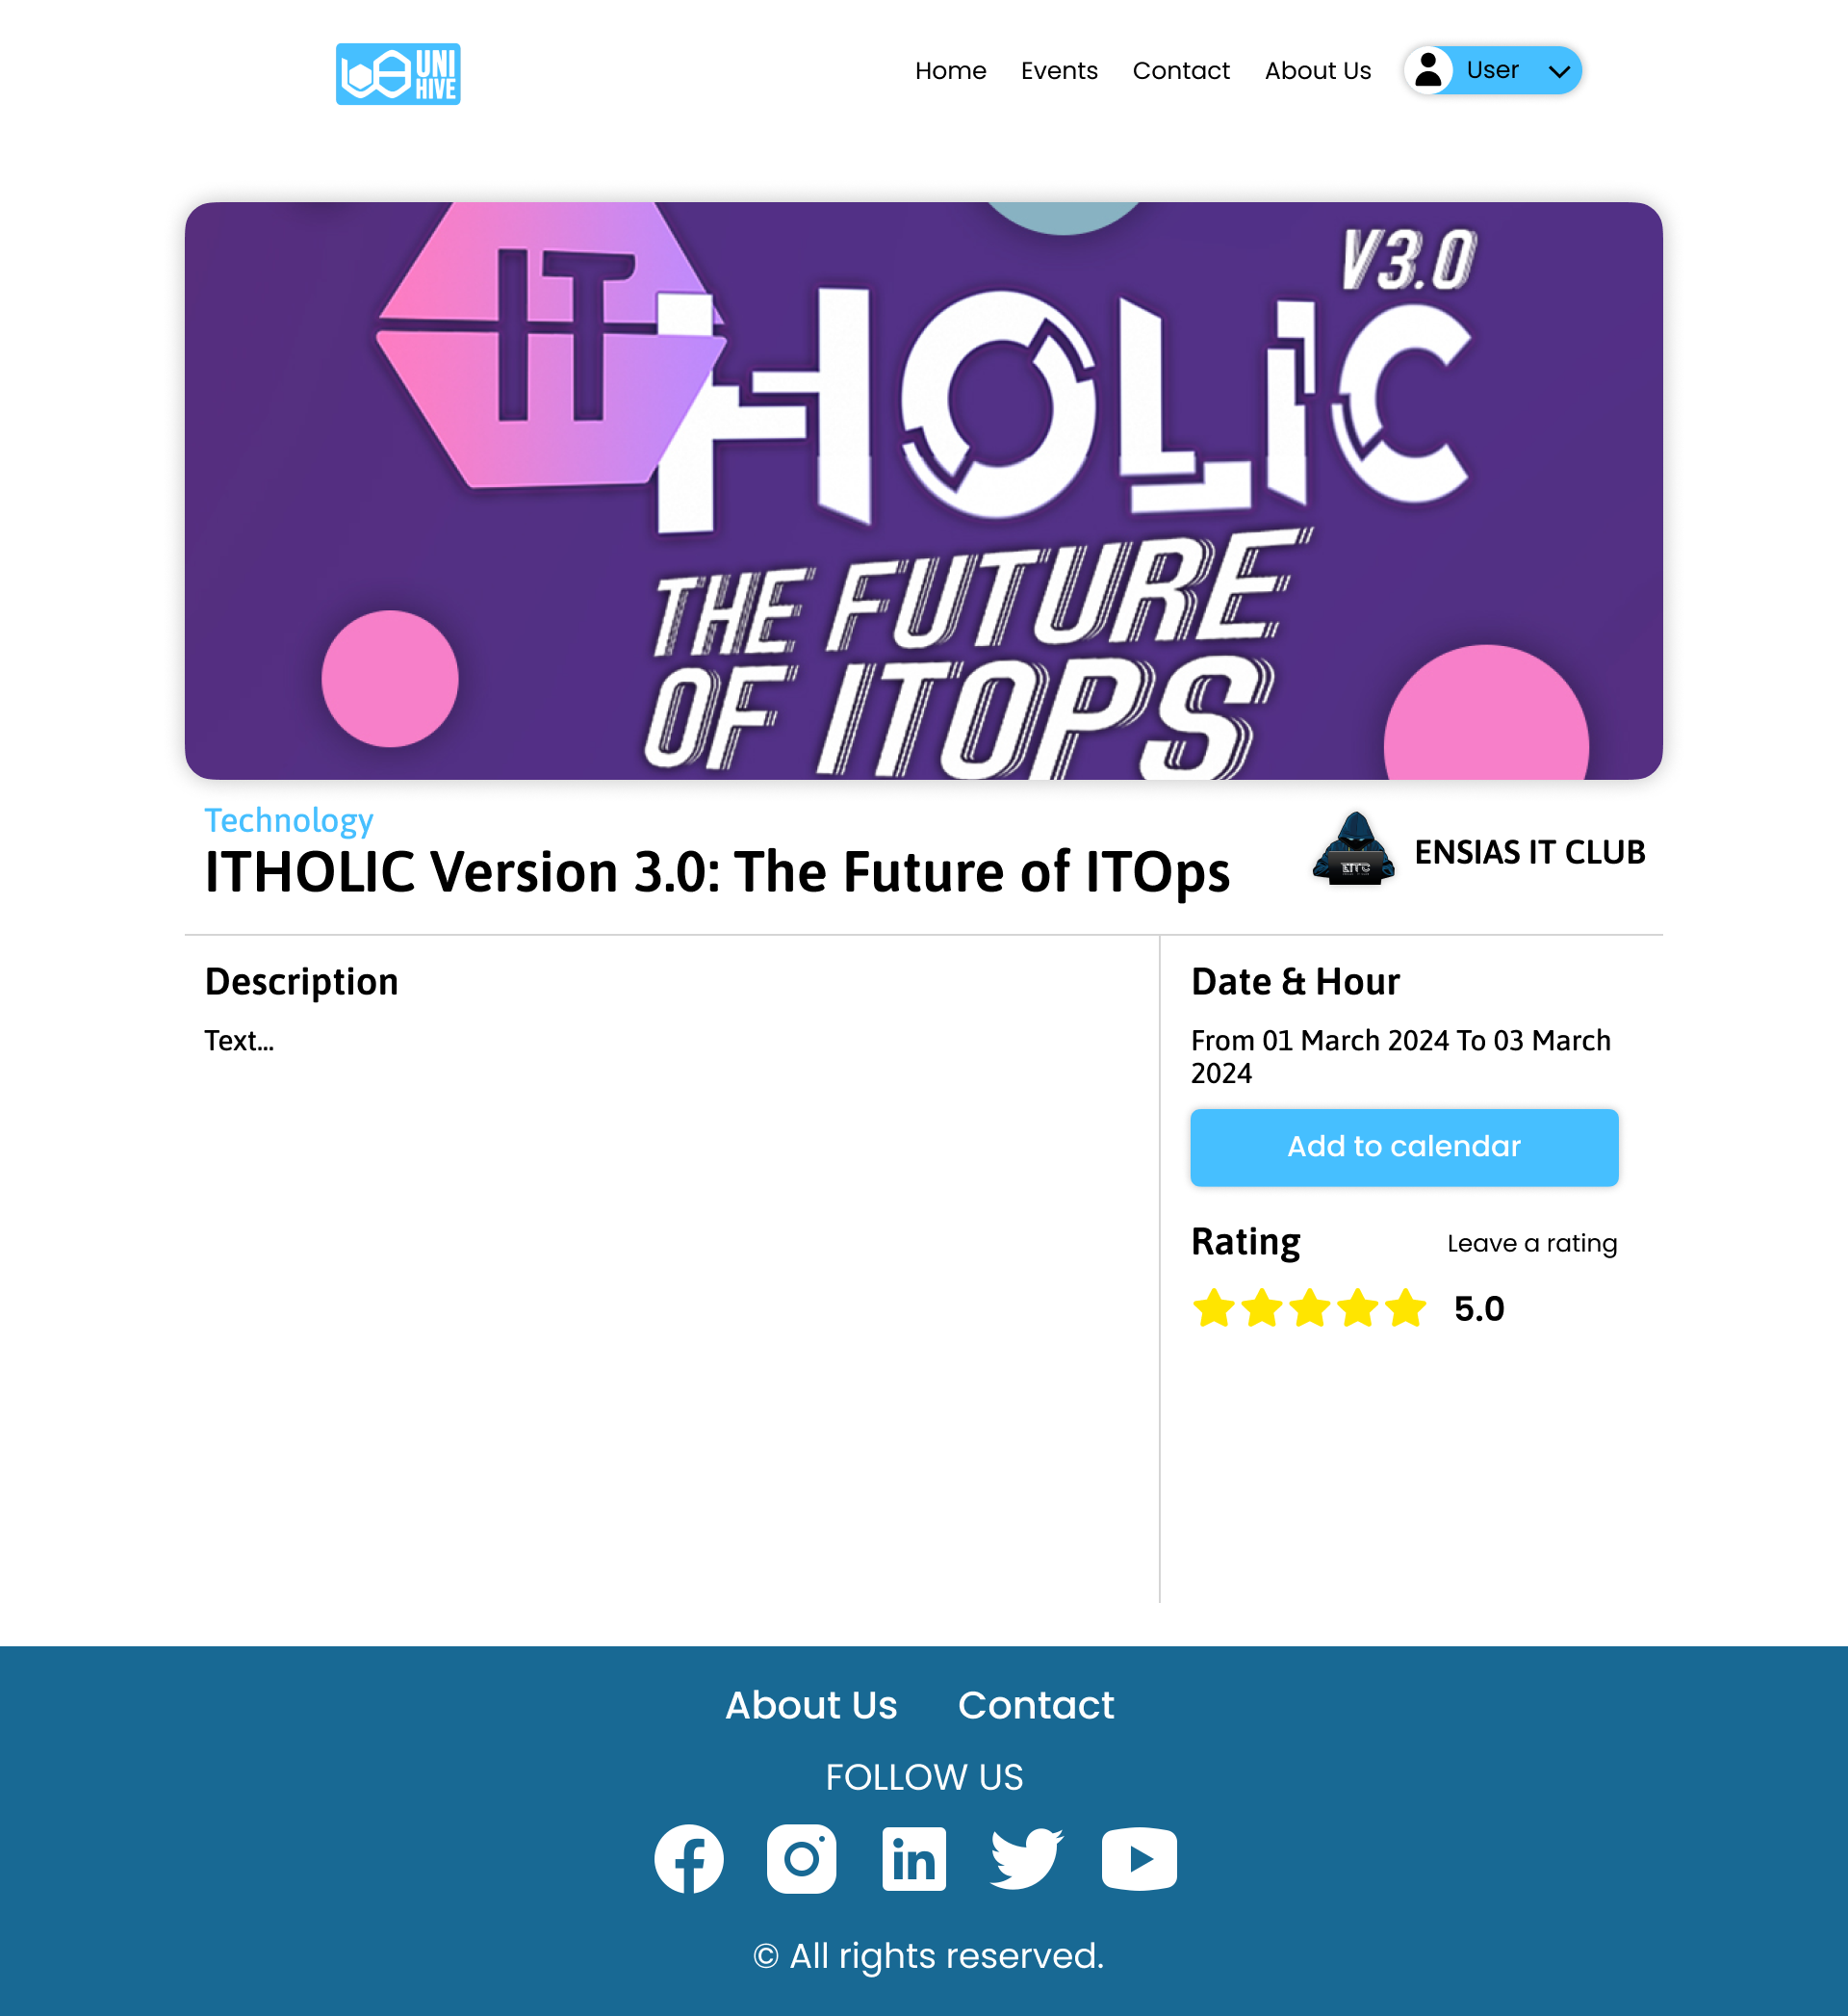 UNI
HIVE
Home Events Contact About Us User
V3.0
IT HOLIC
THE FUTURE
OF ITOPS
Technology
ITHOLIC Version 3.0: The Future of ITOps
EITC
ENSIAS IT CLUB
Description
Text...
Date & Hour
From 01 March 2024 To 03 March
2024
Add to calendar
Rating Leave a rating
5.0
About Us Contact
FOLLOW US
© All rights reserved.